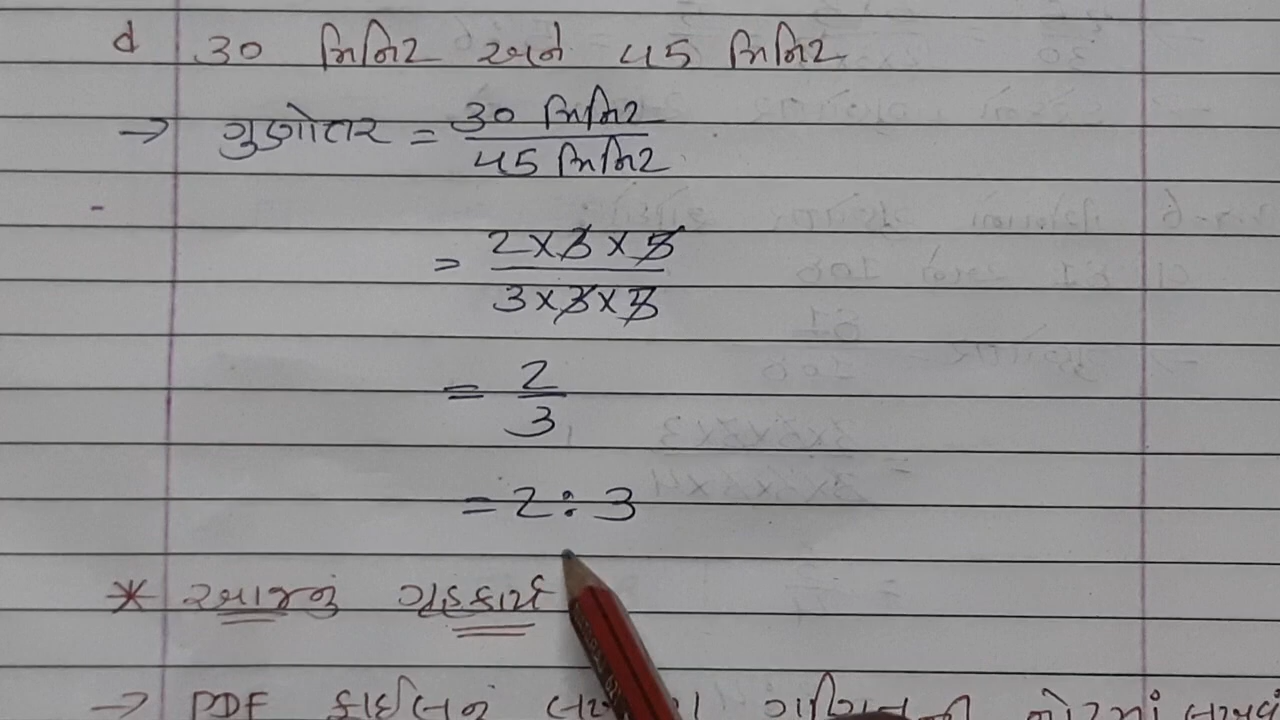 d 30 મિનિટ અને 45 મિનિટ
→ ગુણોત્તર = 30 મિનિટ / 45 મિનિટ
= 2 × 3 × 5 / 3 × 3 × 5
= 2 / 3
= 2 : 3
* આજનું ગૃહકાર્ય
→ PDF ફાઈલનું